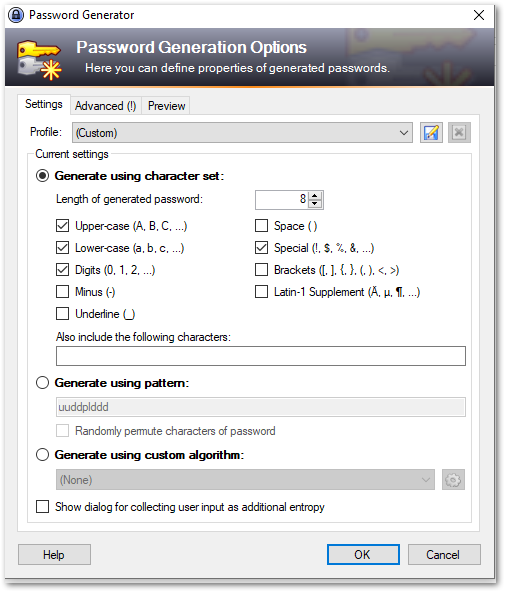 Password Generator
Password Generation Options
Here you can define properties of generated passwords.
Settings Advanced (!) Preview
Profile: (Custom)
Current settings
Generate using character set:
Length of generated password: 8
Upper-case (A, B, C, ...) Space ( )
Lower-case (a, b, c, ...) Special (!, $, %, &, ...)
Digits (0, 1, 2, ...) Brackets ([, ], {, }, (, ), <, >)
Minus (-) Latin-1 Supplement (Ä, µ, ¶, ...)
Underline (_)
Also include the following characters:
Generate using pattern:
uuddplddd
Randomly permute characters of password
Generate using custom algorithm:
(None)
Show dialog for collecting user input as additional entropy
Help OK Cancel